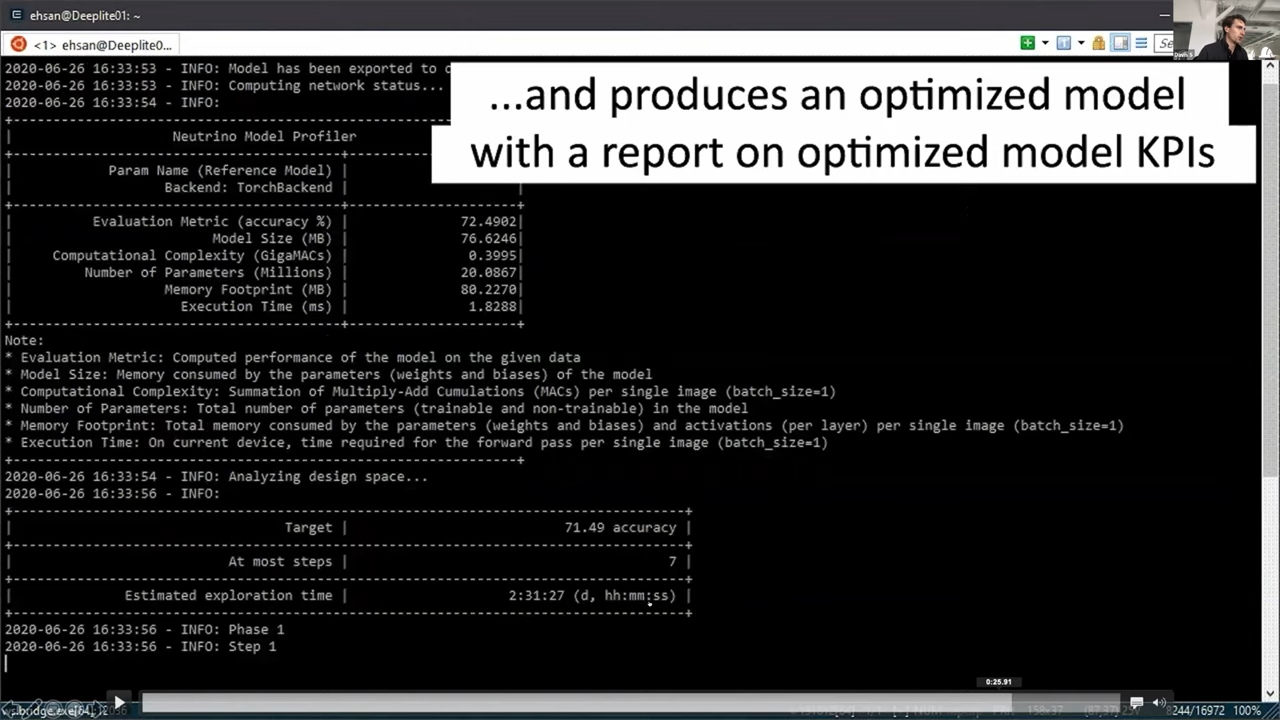 ehsan@Deeplite01: ~
<1> ehsan@Deeplite0...
2020-06-26 16:33:53 - INFO: Model has been exported to
2020-06-26 16:33:53 - INFO: Computing network status...
2020-06-26 16:33:54 - INFO:
...and produces an optimized model
with a report on optimized model KPIs
Neutrino Model Profiler
Param Name (Reference Model)
Backend: TorchBackend
Evaluation Metric (accuracy %) | 72.4902|
Model Size (MB) | 76.6246|
Computational Complexity (GigaMACs) | 0.3995|
Number of Parameters (Millions) | 20.0867|
Memory Footprint (MB) | 80.2270|
Execution Time (ms) | 1.8288|
Note:
* Evaluation Metric: Computed performance of the model on the given data
* Model Size: Memory consumed by the parameters (weights and biases) of the model
* Computational Complexity: Summation of Multiply-Add Cumulations (MACs) per single image (batch_size=1)
* Number of Parameters: Total number of parameters (trainable and non-trainable) in the model
* Memory Footprint: Total memory consumed by the parameters (weights and biases) and activations (per layer) per single image (batch_size=1)
* Execution Time: On current device, time required for the forward pass per single image (batch_size=1)
2020-06-26 16:33:54 - INFO: Analyzing design space...
2020-06-26 16:33:56 - INFO:
| Target | 71.49 accuracy |
| At most steps | 7 |
| Estimated exploration time | 2:31:27 (d, hh:mm:ss) |
2020-06-26 16:33:56 - INFO: Phase 1
2020-06-26 16:33:56 - INFO: Step 1
0:25.91
8244/16972 100%